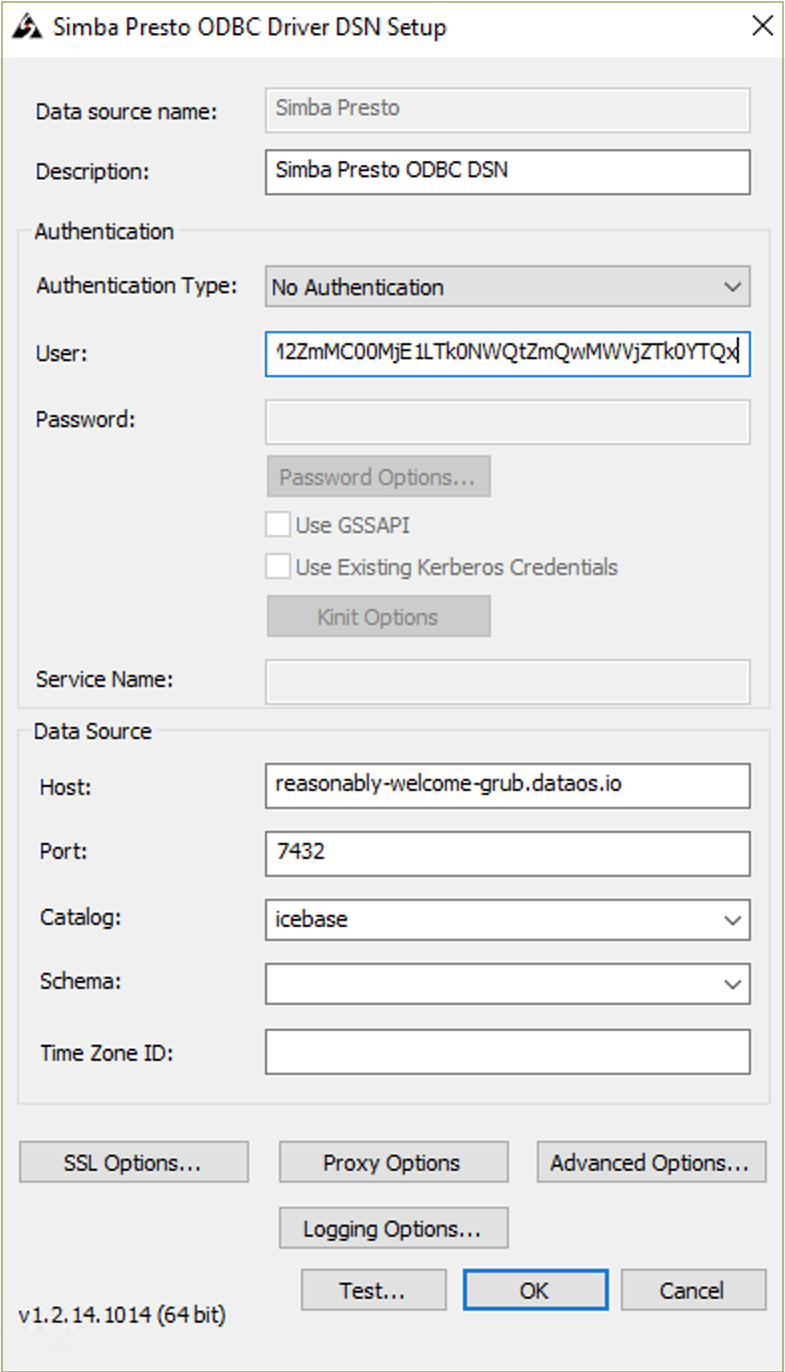 Simba Presto ODBC Driver DSN Setup
Data source name: Simba Presto
Description: Simba Presto ODBC DSN
Authentication
Authentication Type: No Authentication
User: M2ZmMC00MjE1LTk0NWQtZmQwMWVjZTk0YTQx
Password:
Password Options...
Use GSSAPI
Use Existing Kerberos Credentials
Kinit Options
Service Name:
Data Source
Host: reasonably-welcome-grub.dataos.io
Port: 7432
Catalog: icebase
Schema:
Time Zone ID:
SSL Options... Proxy Options Advanced Options...
Logging Options...
Test... OK Cancel
v1.2.14.1014 (64 bit)